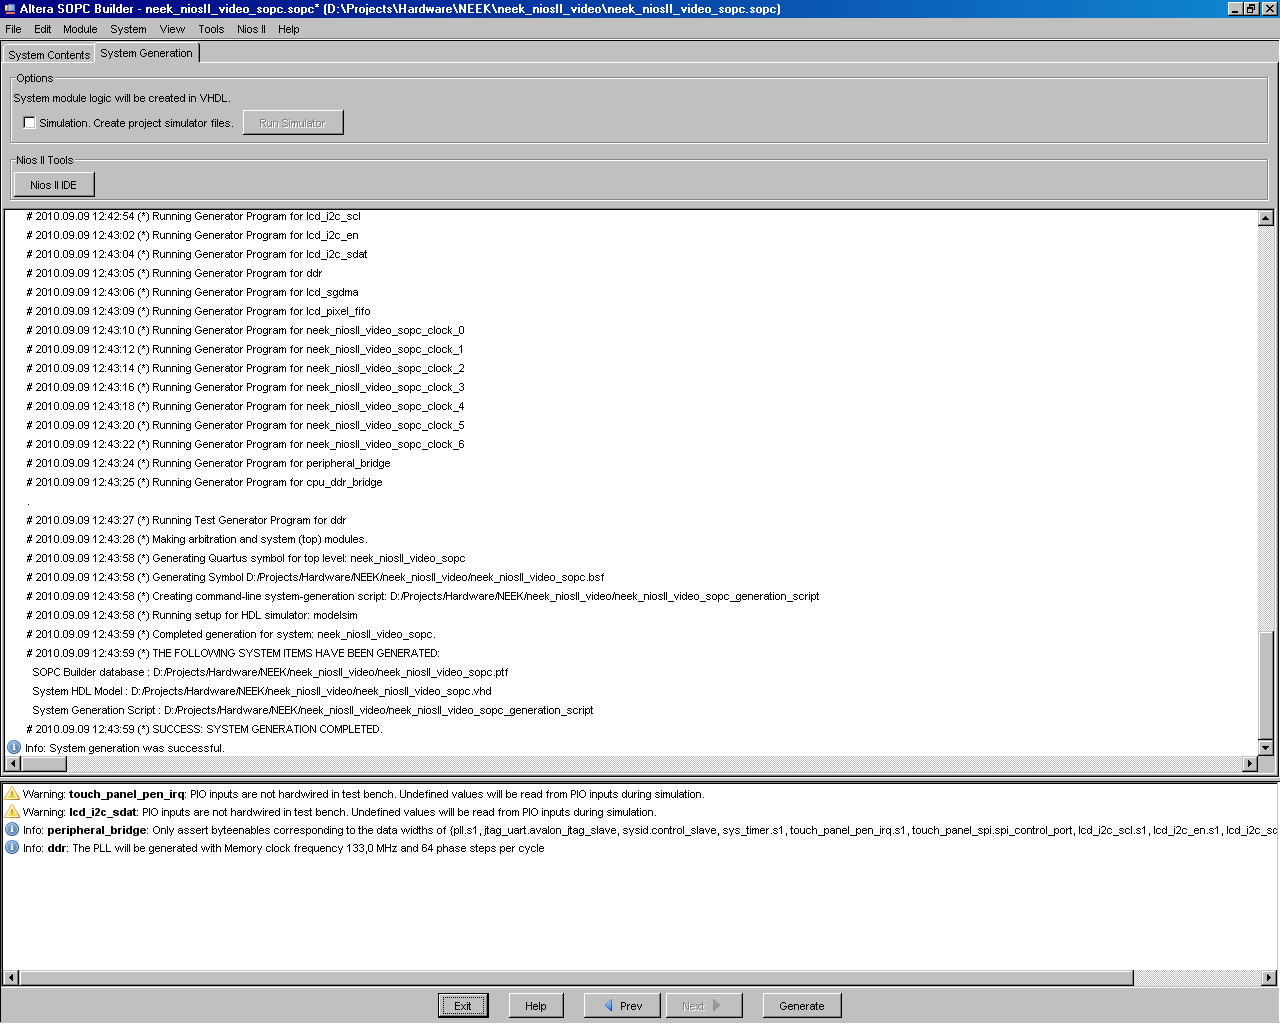 Altera SOPC Builder - neek_niosII_video_sopc.sopc* (D:\Projects\Hardware\NEEK\neek_niosII_video\neek_niosII_video_sopc.sopc)
File Edit Module System View Tools Nios II Help
System Contents System Generation
Options
System module logic will be created in VHDL.
Simulation. Create project simulator files. Run Simulator
Nios II Tools
Nios II IDE
# 2010.09.09 12:42:54 (*) Running Generator Program for lcd_i2c_scl
# 2010.09.09 12:43:02 (*) Running Generator Program for lcd_i2c_en
# 2010.09.09 12:43:04 (*) Running Generator Program for lcd_i2c_sdat
# 2010.09.09 12:43:05 (*) Running Generator Program for ddr
# 2010.09.09 12:43:06 (*) Running Generator Program for lcd_sgdma
# 2010.09.09 12:43:09 (*) Running Generator Program for lcd_pixel_fifo
# 2010.09.09 12:43:10 (*) Running Generator Program for neek_niosII_video_sopc_clock_0
# 2010.09.09 12:43:12 (*) Running Generator Program for neek_niosII_video_sopc_clock_1
# 2010.09.09 12:43:14 (*) Running Generator Program for neek_niosII_video_sopc_clock_2
# 2010.09.09 12:43:16 (*) Running Generator Program for neek_niosII_video_sopc_clock_3
# 2010.09.09 12:43:18 (*) Running Generator Program for neek_niosII_video_sopc_clock_4
# 2010.09.09 12:43:20 (*) Running Generator Program for neek_niosII_video_sopc_clock_5
# 2010.09.09 12:43:22 (*) Running Generator Program for neek_niosII_video_sopc_clock_6
# 2010.09.09 12:43:24 (*) Running Generator Program for peripheral_bridge
# 2010.09.09 12:43:25 (*) Running Generator Program for cpu_ddr_bridge
.
# 2010.09.09 12:43:27 (*) Running Test Generator Program for ddr
# 2010.09.09 12:43:28 (*) Making arbitration and system (top) modules.
# 2010.09.09 12:43:58 (*) Generating Quartus symbol for top level: neek_niosII_video_sopc
# 2010.09.09 12:43:58 (*) Generating Symbol D:/Projects/Hardware/NEEK/neek_niosII_video/neek_niosII_video_sopc.bsf
# 2010.09.09 12:43:58 (*) Creating command-line system-generation script: D:/Projects/Hardware/NEEK/neek_niosII_video/neek_niosII_video_sopc_generation_script
# 2010.09.09 12:43:58 (*) Running setup for HDL simulator: modelsim
# 2010.09.09 12:43:59 (*) Completed generation for system: neek_niosII_video_sopc.
# 2010.09.09 12:43:59 (*) THE FOLLOWING SYSTEM ITEMS HAVE BEEN GENERATED:
SOPC Builder database : D:/Projects/Hardware/NEEK/neek_niosII_video/neek_niosII_video_sopc.ptf
System HDL Model : D:/Projects/Hardware/NEEK/neek_niosII_video/neek_niosII_video_sopc.vhd
System Generation Script : D:/Projects/Hardware/NEEK/neek_niosII_video/neek_niosII_video_sopc_generation_script
# 2010.09.09 12:43:59 (*) SUCCESS: SYSTEM GENERATION COMPLETED.
Info: System generation was successful.
Warning: touch_panel_pen_irq: PIO inputs are not hardwired in test bench. Undefined values will be read from PIO inputs during simulation.
Warning: lcd_i2c_sdat: PIO inputs are not hardwired in test bench. Undefined values will be read from PIO inputs during simulation.
Info: peripheral_bridge: Only assert byteenables corresponding to the data widths of {pll.s1, jtag_uart.avalon_jtag_slave, sysid.control_slave, sys_timer.s1, touch_panel_pen_irq.s1, touch_panel_spi.spi_control_port, lcd_i2c_scl.s1, lcd_i2c_en.s1, lcd_i2c_sc
Info: ddr: The PLL will be generated with Memory clock frequency 133,0 MHz and 64 phase steps per cycle
Exit Help Prev Next Generate